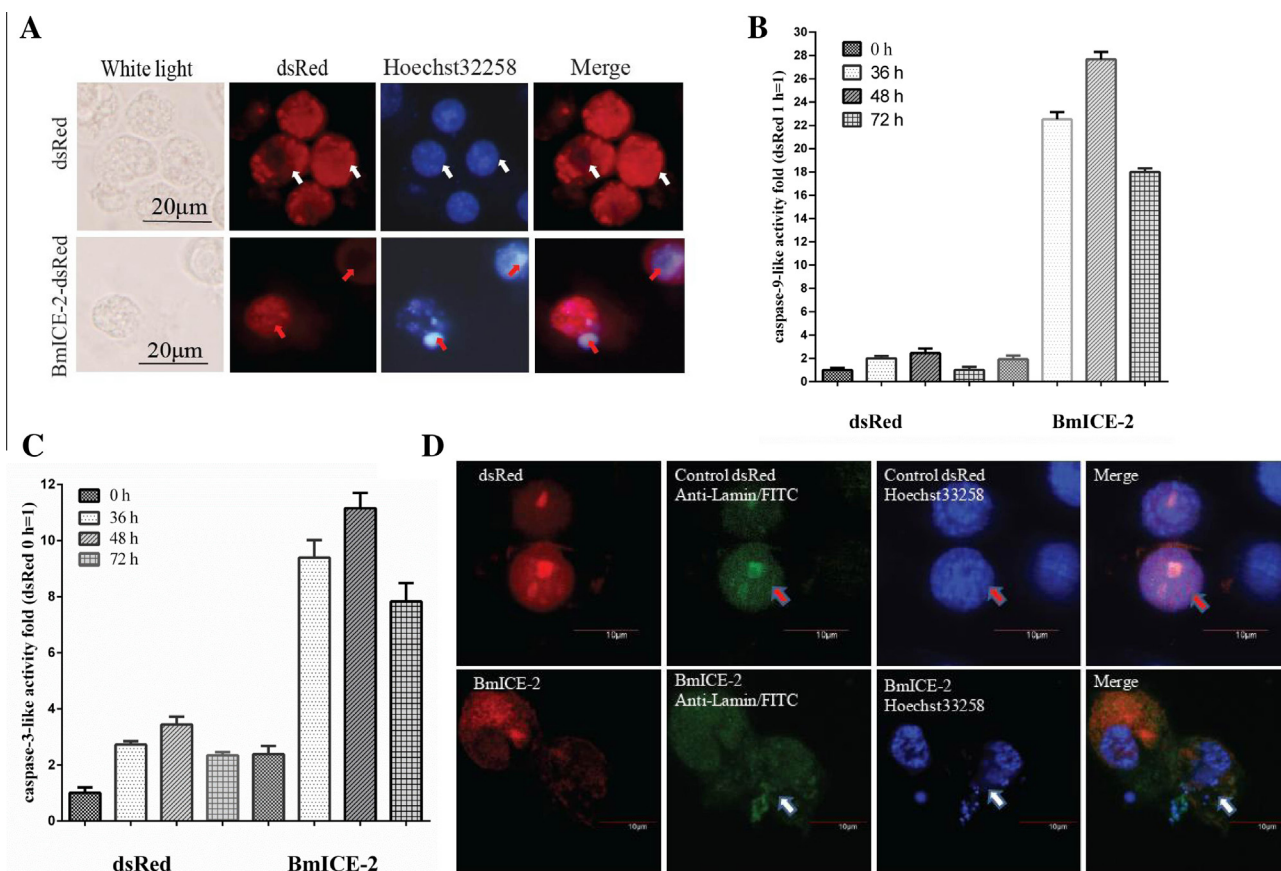 A
White light
dsRed
Hoechst32258
Merge
dsRed
20μm
BmICE-2-dsRed
20μm
B
caspase-9-like activity fold (dsRed 1 h=1)
30
28
26
24
22
20
18
16
14
12
10
8
6
4
2
0
0 h
36 h
48 h
72 h
dsRed
BmICE-2
C
caspase-3-like activity fold (dsRed 0 h=1)
12
10
8
6
4
2
0
0 h
36 h
48 h
72 h
dsRed
BmICE-2
D
dsRed
10μm
Control dsRed
Anti-Lamin/FITC
10μm
Control dsRed
Hoechst33258
10μm
Merge
10μm
BmICE-2
10μm
BmICE-2
Anti-Lamin/FITC
10μm
BmICE-2
Hoechst33258
10μm
Merge
10μm